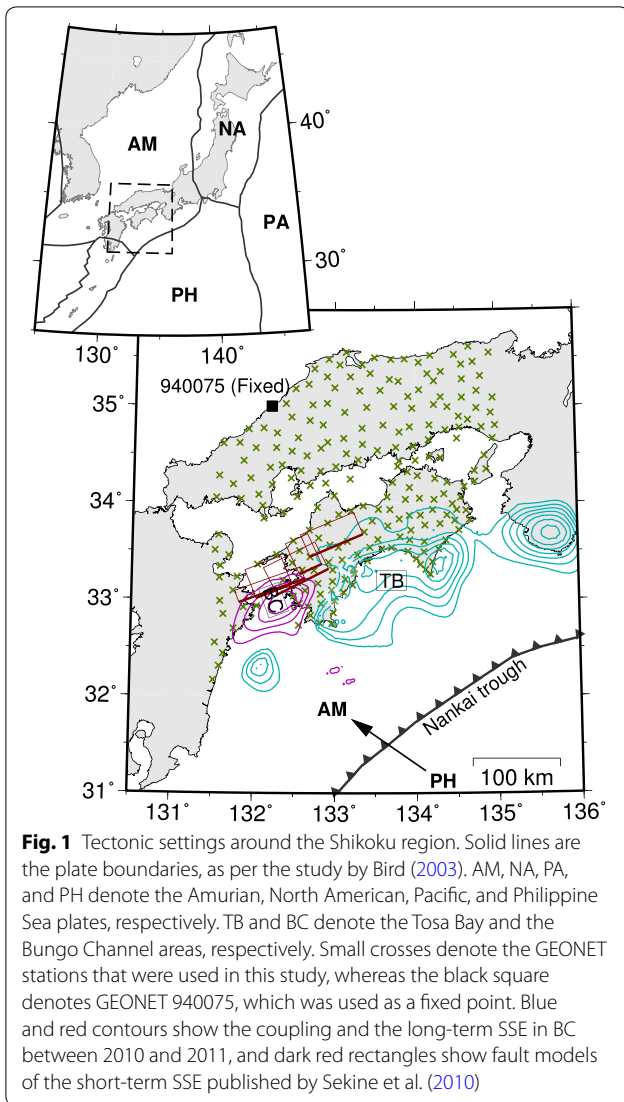 40˚
NA
AM
PA
30˚
PH
130˚
140˚
940075 (Fixed)
35˚
34˚
33˚
BC
TB
32˚
AM
Nankai trough
PH
100 km
31˚
131˚
132˚
133˚
134˚
135˚
136˚
Fig. 1 Tectonic settings around the Shikoku region. Solid lines are
the plate boundaries, as per the study by Bird (2003). AM, NA, PA,
and PH denote the Amurian, North American, Pacific, and Philippine
Sea plates, respectively. TB and BC denote the Tosa Bay and the
Bungo Channel areas, respectively. Small crosses denote the GEONET
stations that were used in this study, whereas the black square
denotes GEONET 940075, which was used as a fixed point. Blue
and red contours show the coupling and the long-term SSE in BC
between 2010 and 2011, and dark red rectangles show fault models
of the short-term SSE published by Sekine et al. (2010)